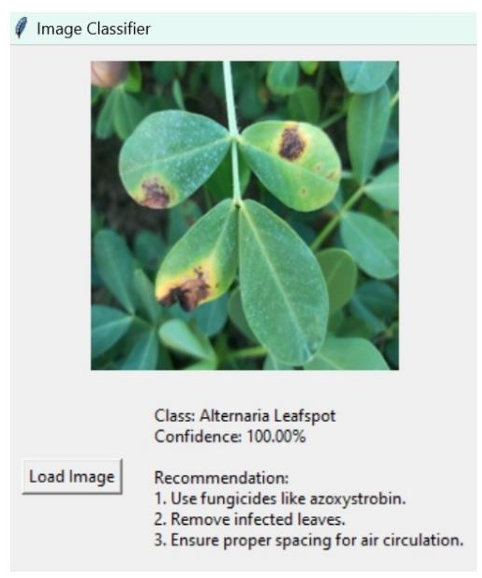 Image Classifier
Class: Alternaria Leafspot
Confidence: 100.00%
Load Image
Recommendation:
1. Use fungicides like azoxystrobin.
2. Remove infected leaves.
3. Ensure proper spacing for air circulation.